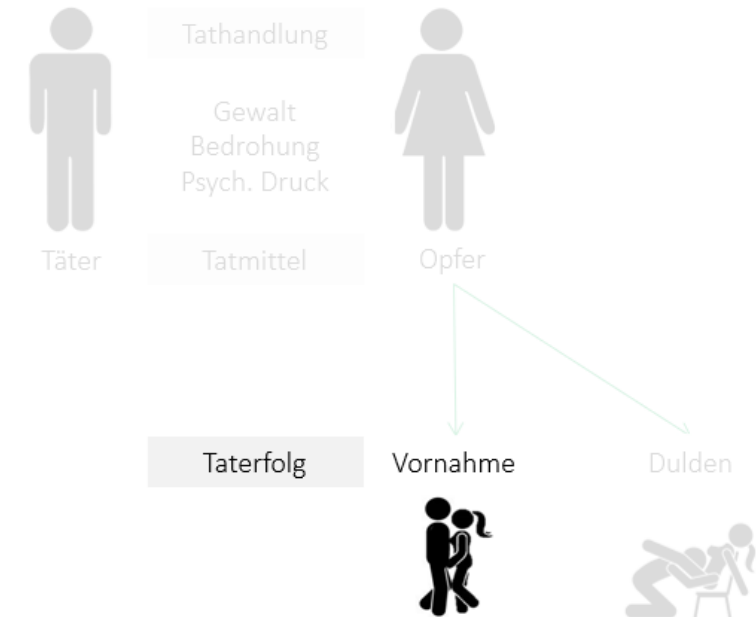 Tathandlung
Gewalt
Bedrohung
Psych. Druck
Täter
Tatmittel
Opfer
Taterfolg
Vornahme
Dulden